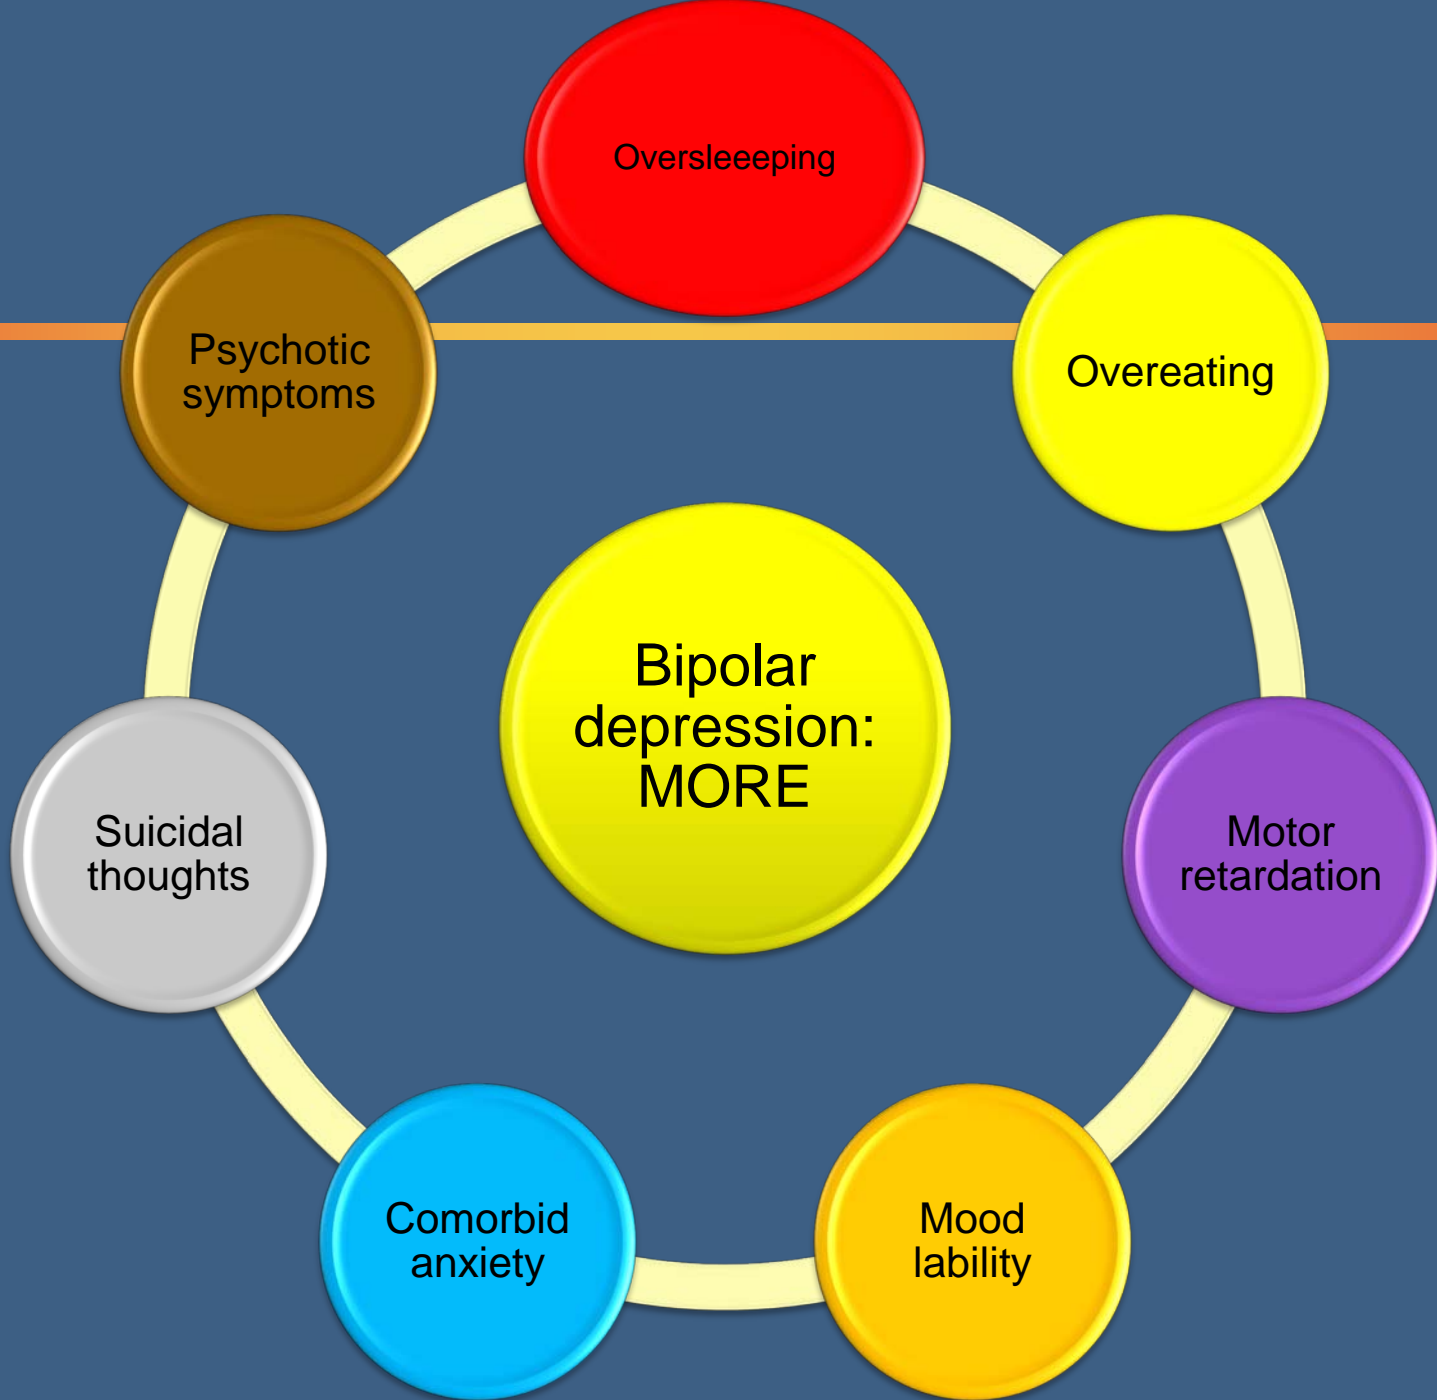 Oversleeeping
Overeating
Motor
retardation
Mood
lability
Comorbid
anxiety
Suicidal
thoughts
Psychotic
symptoms
Bipolar
depression:
MORE